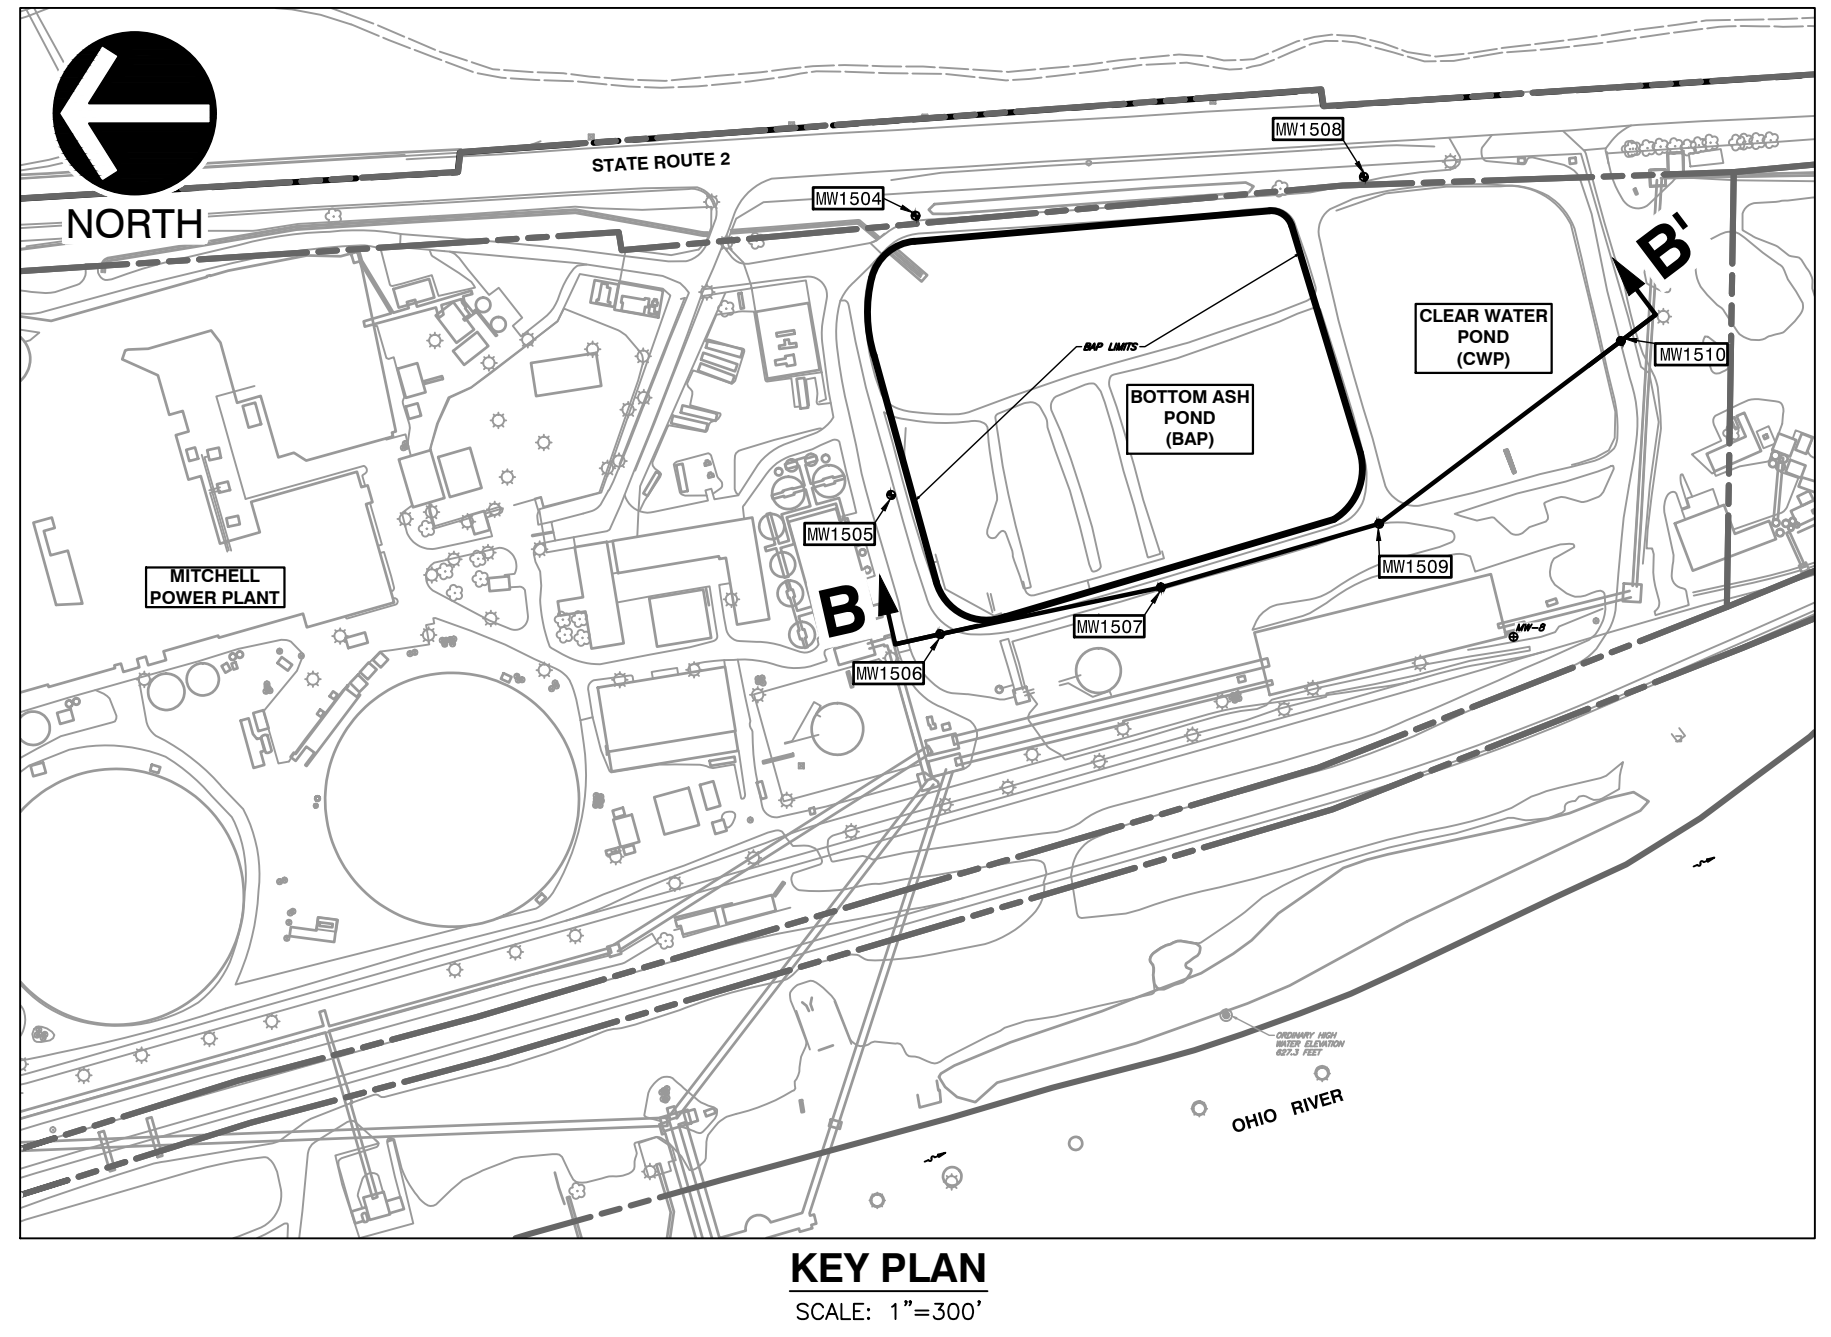 NORTH
STATE ROUTE 2
MW1508
MW1504
B'
CLEAR WATER
POND
(CWP)
BAP LIMITS
MW1510
BOTTOM ASH
POND
(BAP)
MW1505
MW1509
MITCHELL
POWER PLANT
B
MW1507
MW-8
MW1506
ORDINARY HIGH
WATER ELEVATION
627.3 FEET
OHIO RIVER
KEY PLAN
SCALE: 1"=300'